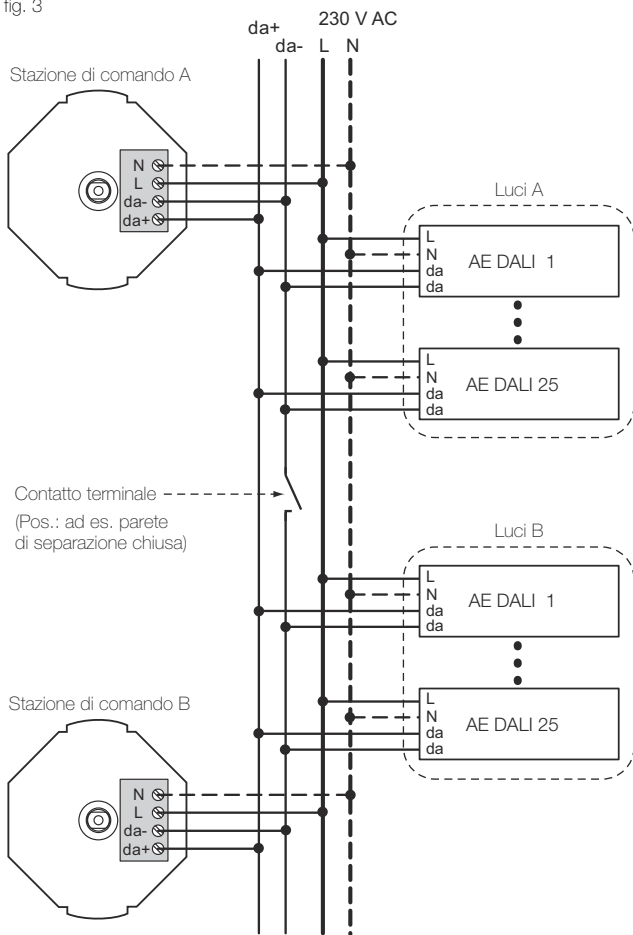 fig. 3
230 V AC
da+
da-
L
N
Stazione di comando A
N
L
da-
da+
Luci A
L
N
da
da
AE DALI 1
L
N
da
da
AE DALI 25
Contatto terminale
(Pos.: ad es. parete
di separazione chiusa)
Luci B
L
N
da
da
AE DALI 1
L
N
da
da
AE DALI 25
Stazione di comando B
N
L
da-
da+